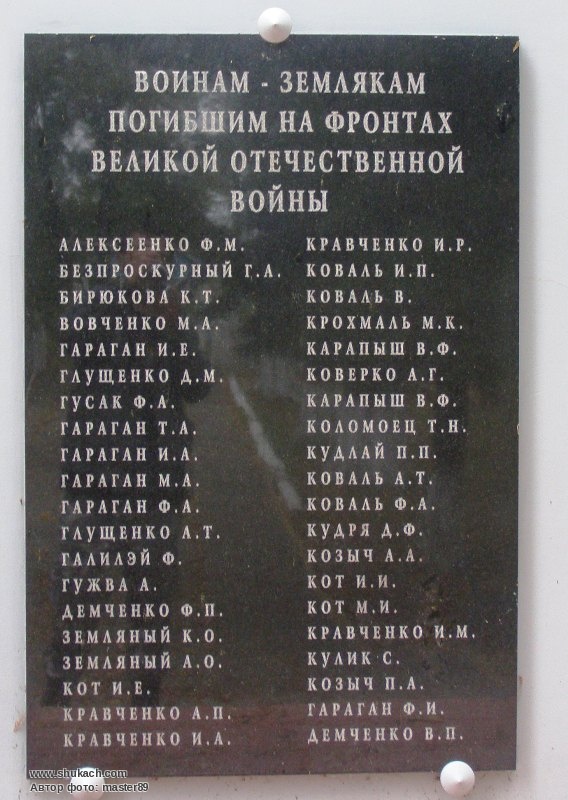 ВОИНАМ - ЗЕМЛЯКАМ
ПОГИБШИМ НА ФРОНТАХ
ВЕЛИКОЙ ОТЕЧЕСТВЕННОЙ
ВОЙНЫ
АЛЕКСЕЕНКО Ф.М.
БЕЗПРОСКУРНЫЙ Г.А.
БИРЮКОВА К.Т.
ВОВЧЕНКО М.А.
ГАРАГАН И.Е.
ГЛУЩЕНКО Д.М.
ГУСАК Ф.А.
ГАРАГАН Т.А.
ГАРАГАН И.А.
ГАРАГАН М.А.
ГАРАГАН Ф.А.
ГЛУЩЕНКО А.Т.
ГАЛИЛЭЙ Ф.
ГУЖВА А.
ДЕМЧЕНКО Ф.П.
ЗЕМЛЯНЫЙ К.О.
ЗЕМЛЯНЫЙ А.О.
КОТ И.Е.
КРАВЧЕНКО А.П.
КРАВЧЕНКО И.А.
КРАВЧЕНКО И.Р.
КОВАЛЬ И.П.
КОВАЛЬ В.
КРОХМАЛЬ М.К.
КАРАПЫШ В.Ф.
КОВЕРКО А.Г.
КАРАПЫШ В.Ф.
КОЛОМОЕЦ Т.Н.
КУДЛАЙ П.П.
КОВАЛЬ А.Т.
КОВАЛЬ Ф.А.
КУДРЯ Д.Ф.
КОЗЫЧ А.А.
КОТ И.И.
КОТ М.И.
КРАВЧЕНКО И.М.
КУЛИК С.
КОЗЫЧ П.А.
ГАРАГАН Ф.И.
ДЕМЧЕНКО В.П.
www.shukach.com
Автор фото: master89